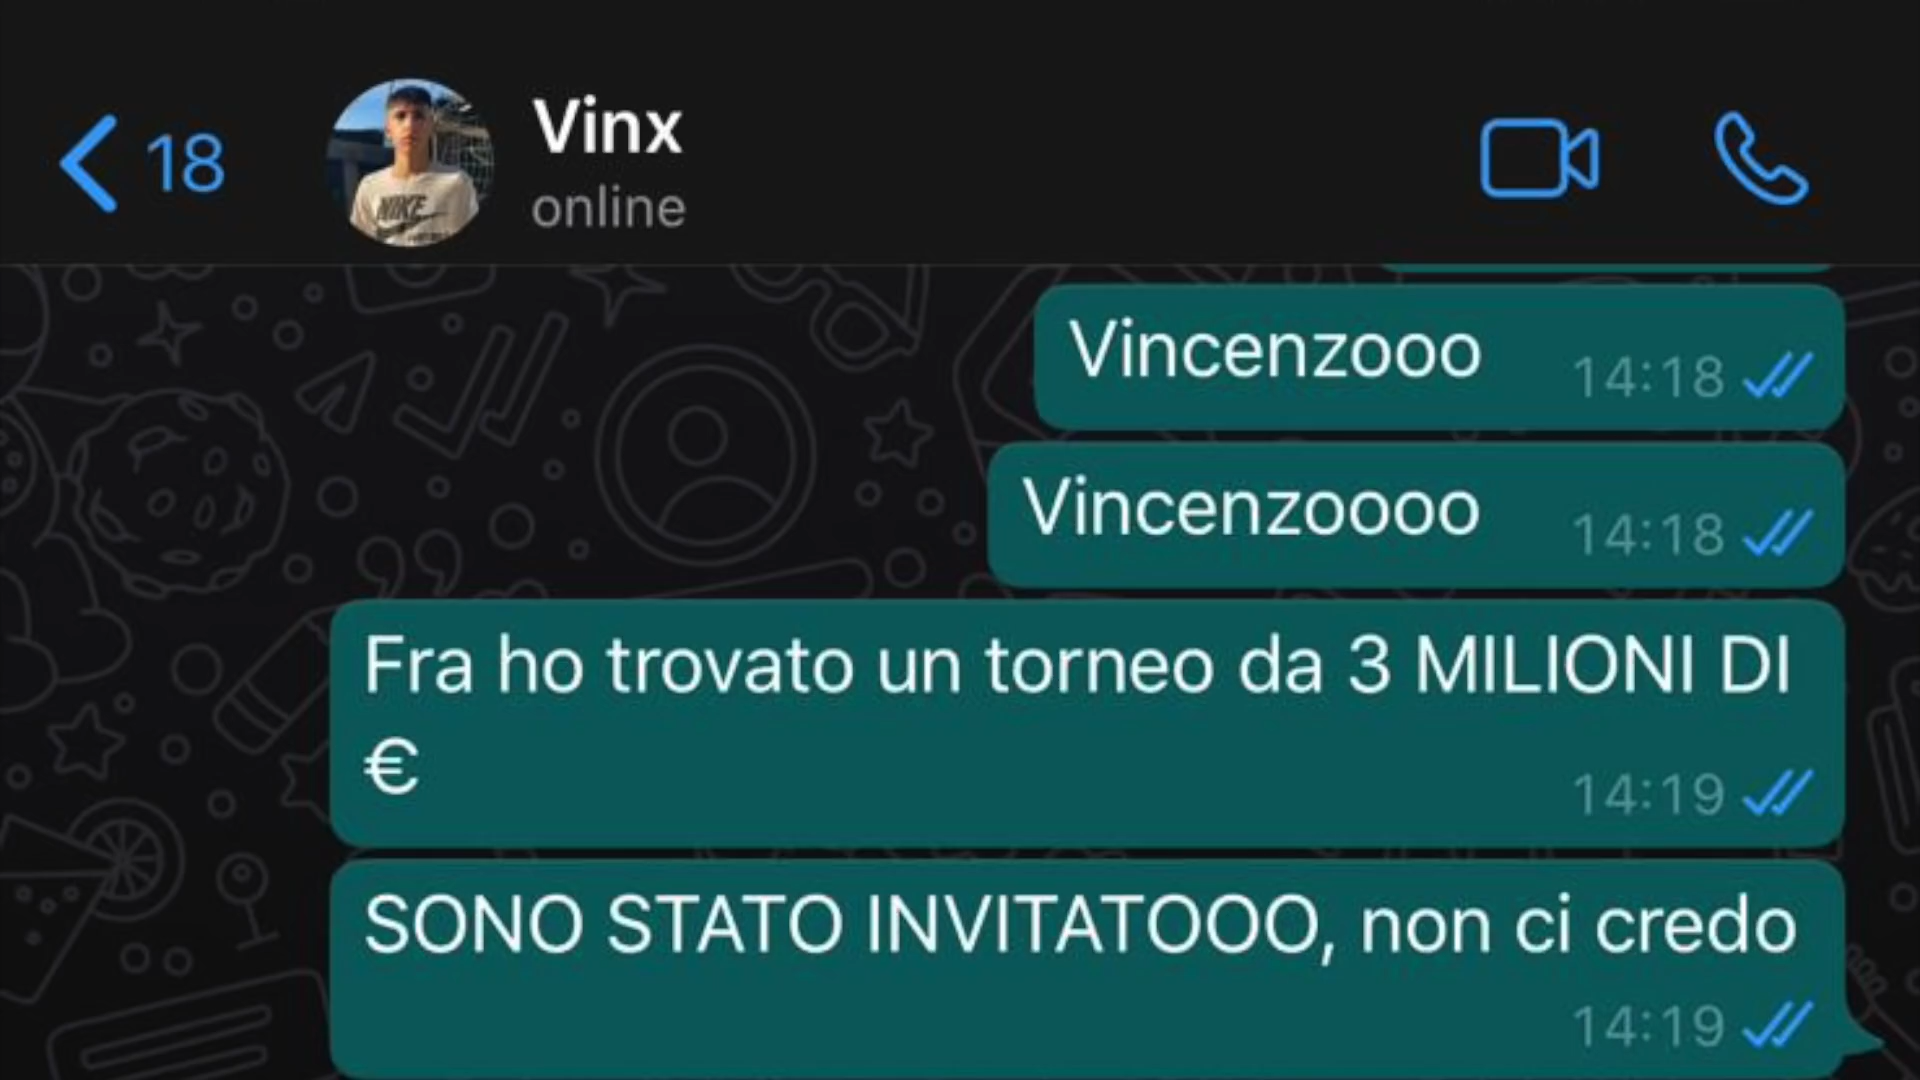 18
Vinx
online
NIKE
Vincenzooo
14:18
Vincenzoooo
14:18
Fra ho trovato un torneo da 3 MILIONI DI
€
14:19
SONO STATO INVITATOOO, non ci credo
14:19